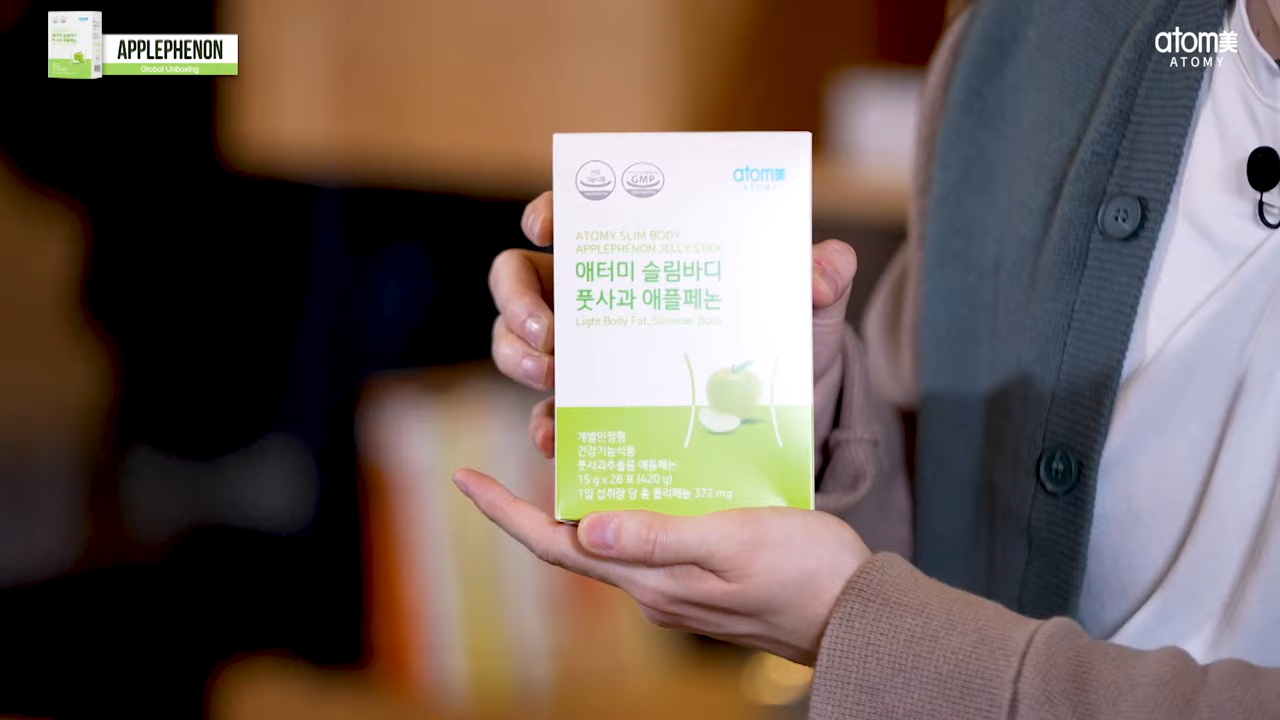 APPLEPHENON
Global Unboxing
atom美
ATOMY
GMP
atom美
ATOMY
ATOMY SLIM BODY
APPLEPHENON JELLY STICK
애터미 슬림바디
풋사과 애플페논
Light Body Fat, Slimmer Body
개별인정형
건강기능식품
풋사과추출물 애플페논
15 g x 28 포 (420 g)
1일 섭취량 당 총 폴리페놀 372 mg